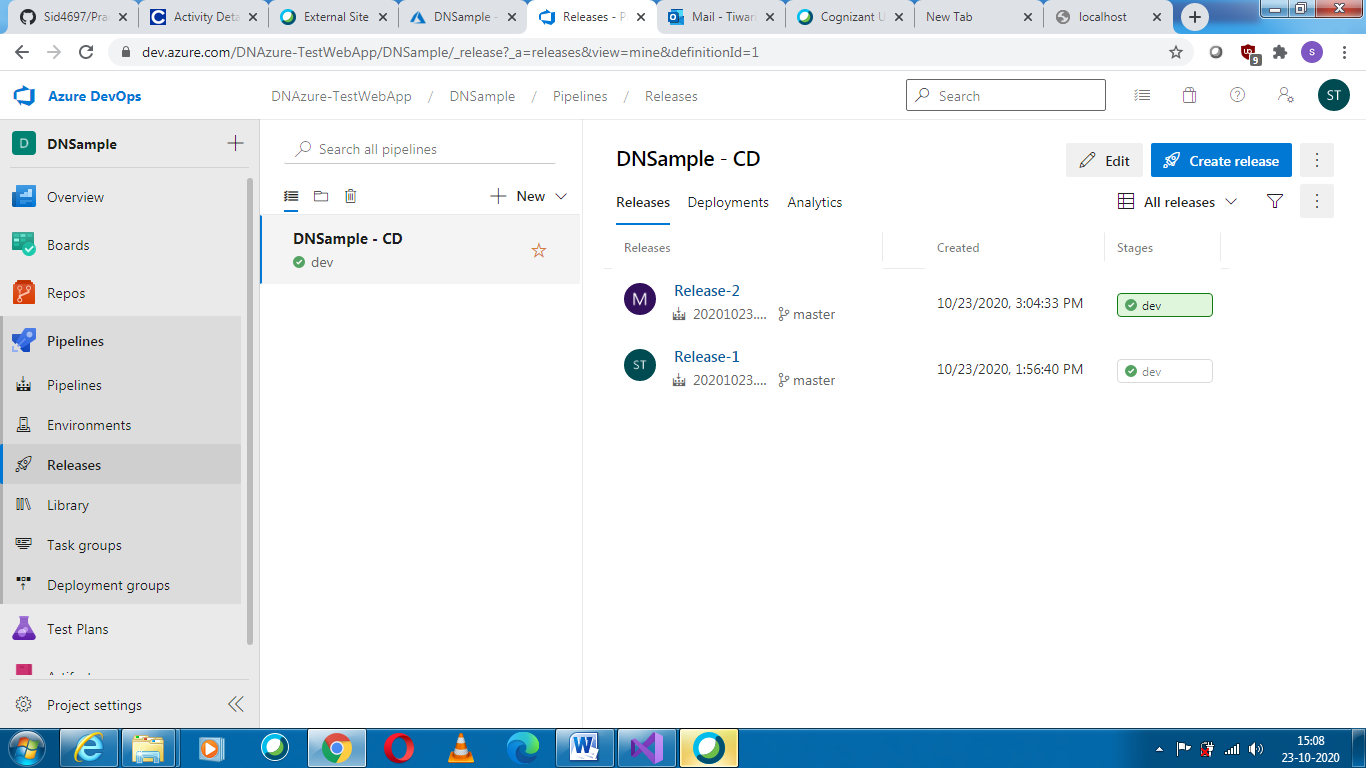 Sid4697/Pra
Activity Deta
External Site
DNSample -
Releases - P
Mail - Tiwar
Cognizant U
New Tab
localhost
dev.azure.com/DNAzure-TestWebApp/DNSample/_release?_a=releases&view=mine&definitionId=1
S
9
Azure DevOps
DNAzure-TestWebApp / DNSample / Pipelines / Releases
Search
ST
D DNSample
Overview
Boards
Repos
Pipelines
Pipelines
Environments
Releases
Library
Task groups
Deployment groups
Test Plans
Project settings
Search all pipelines
New
DNSample - CD
dev
DNSample - CD
Edit
Create release
Releases Deployments Analytics
All releases
Releases Created Stages
M Release-2
20201023.... master
10/23/2020, 3:04:33 PM
dev
ST Release-1
20201023.... master
10/23/2020, 1:56:40 PM
dev
15:08
23-10-2020